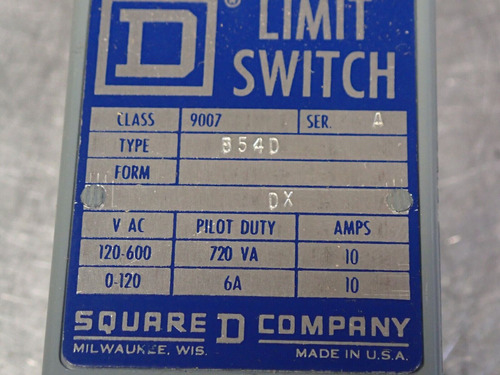 D ® LIMIT
SWITCH
CLASS 9007 SER. A
TYPE B54D
FORM
DX
V AC PILOT DUTY AMPS
120-600 720 VA 10
0-120 6A 10
SQUARE D COMPANY
MILWAUKEE, WIS. MADE IN U.S.A.